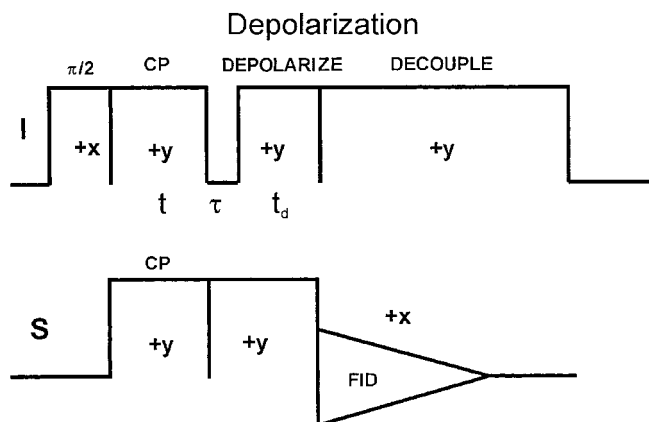 Depolarization
π/2 CP DEPOLARIZE DECOUPLE
I
+x +y +y +y
t τ t_d
CP
S
+x
+y +y
FID